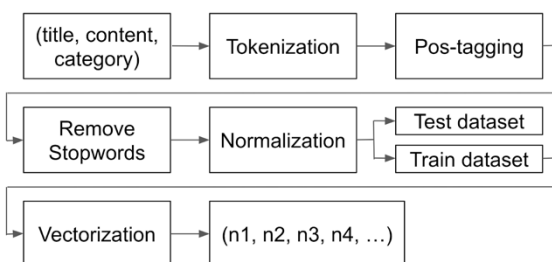 (title, content,
category)
Tokenization
Pos-tagging
Remove
Stopwords
Normalization
Test dataset
Train dataset
Vectorization
(n1, n2, n3, n4, …)